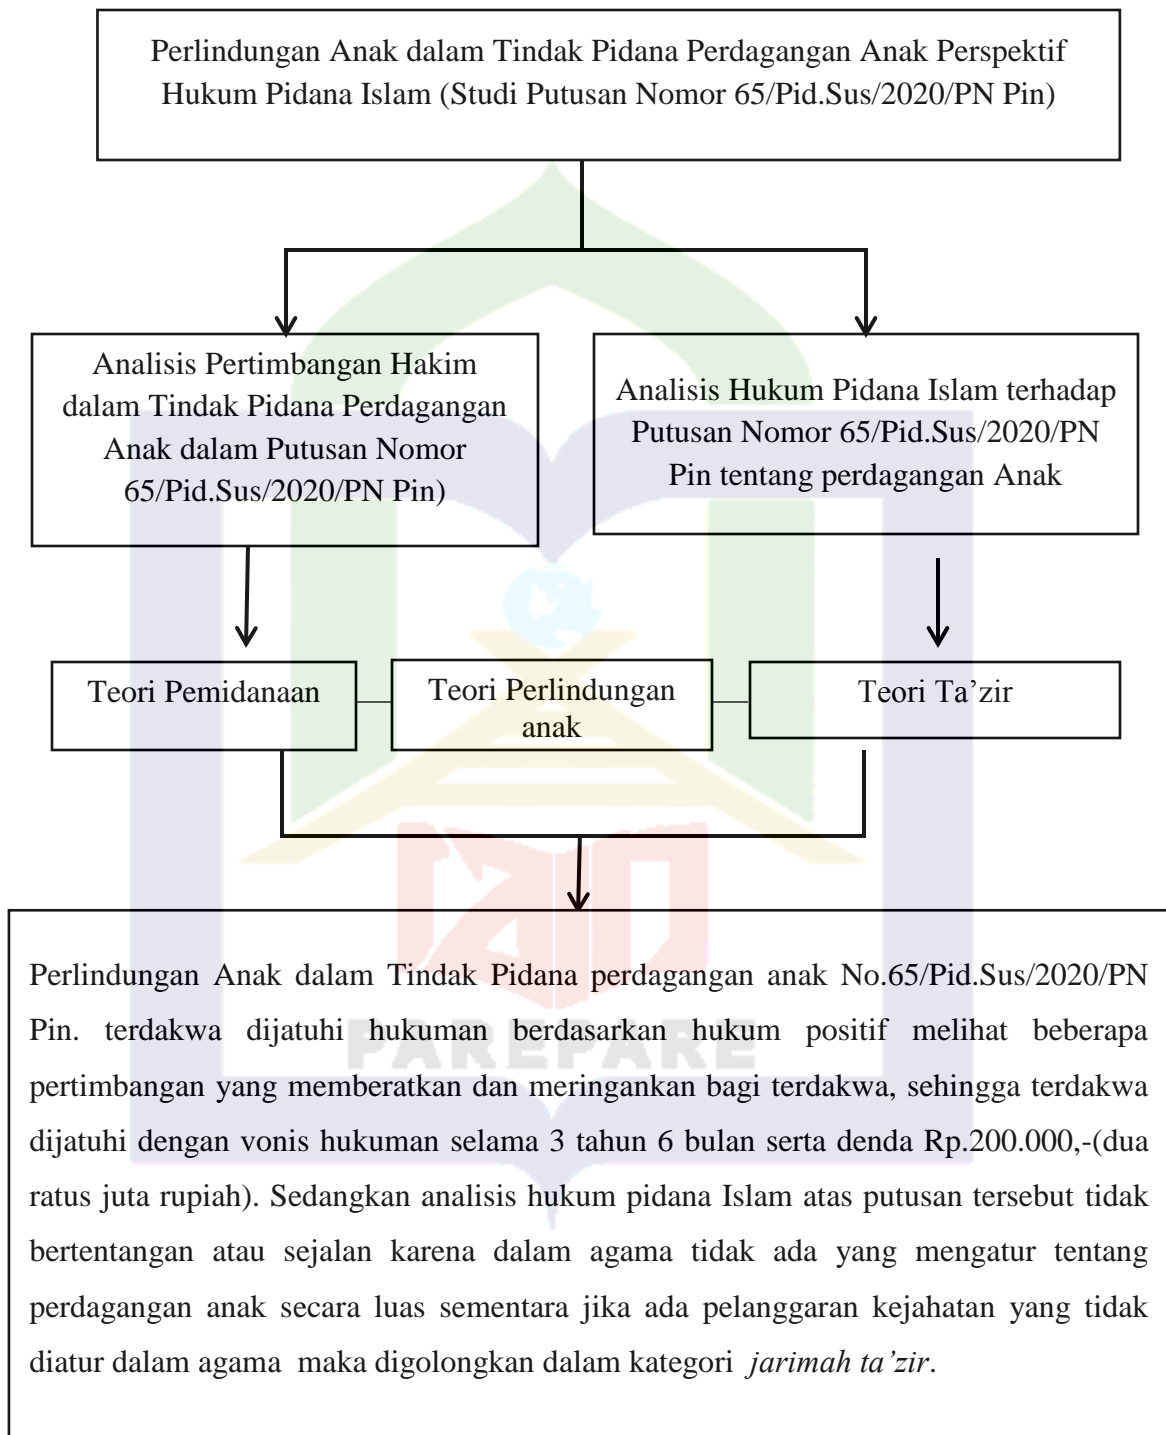 Perlindungan Anak dalam Tindak Pidana Perdagangan Anak Perspektif
Hukum Pidana Islam (Studi Putusan Nomor 65/Pid.Sus/2020/PN Pin)
Analisis Pertimbangan Hakim
dalam Tindak Pidana Perdagangan
Anak dalam Putusan Nomor
65/Pid.Sus/2020/PN Pin)
Analisis Hukum Pidana Islam terhadap
Putusan Nomor 65/Pid.Sus/2020/PN
Pin tentang perdagangan Anak
Teori Pemidanaan
Teori Perlindungan
anak
Teori Ta’zir
Perlindungan Anak dalam Tindak Pidana perdagangan anak No.65/Pid.Sus/2020/PN
Pin. terdakwa dijatuhi hukuman berdasarkan hukum positif melihat beberapa
pertimbangan yang memberatkan dan meringankan bagi terdakwa, sehingga terdakwa
dijatuhi dengan vonis hukuman selama 3 tahun 6 bulan serta denda Rp.200.000,-(dua
ratus juta rupiah). Sedangkan analisis hukum pidana Islam atas putusan tersebut tidak
bertentangan atau sejalan karena dalam agama tidak ada yang mengatur tentang
perdagangan anak secara luas sementara jika ada pelanggaran kejahatan yang tidak
diatur dalam agama  maka digolongkan dalam kategori  jarimah ta’zir.
PAREPARE